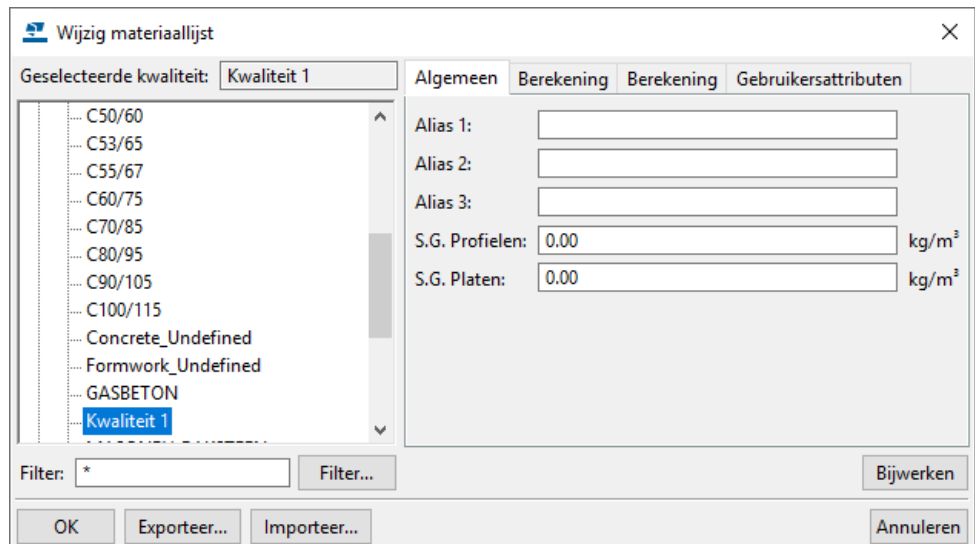 Wijzig materiaallijst
Geselecteerde kwaliteit: Kwaliteit 1
Algemeen Berekening Berekening Gebruikersattributen
C50/60
C53/65
C55/67
C60/75
C70/85
C80/95
C90/105
C100/115
Concrete_Undefined
Formwork_Undefined
GASBETON
Kwaliteit 1
Alias 1:
Alias 2:
Alias 3:
S.G. Profielen: 0.00 kg/m³
S.G. Platen: 0.00 kg/m³
Filter: * Filter... Bijwerken
OK Exporteer... Importeer... Annuleren